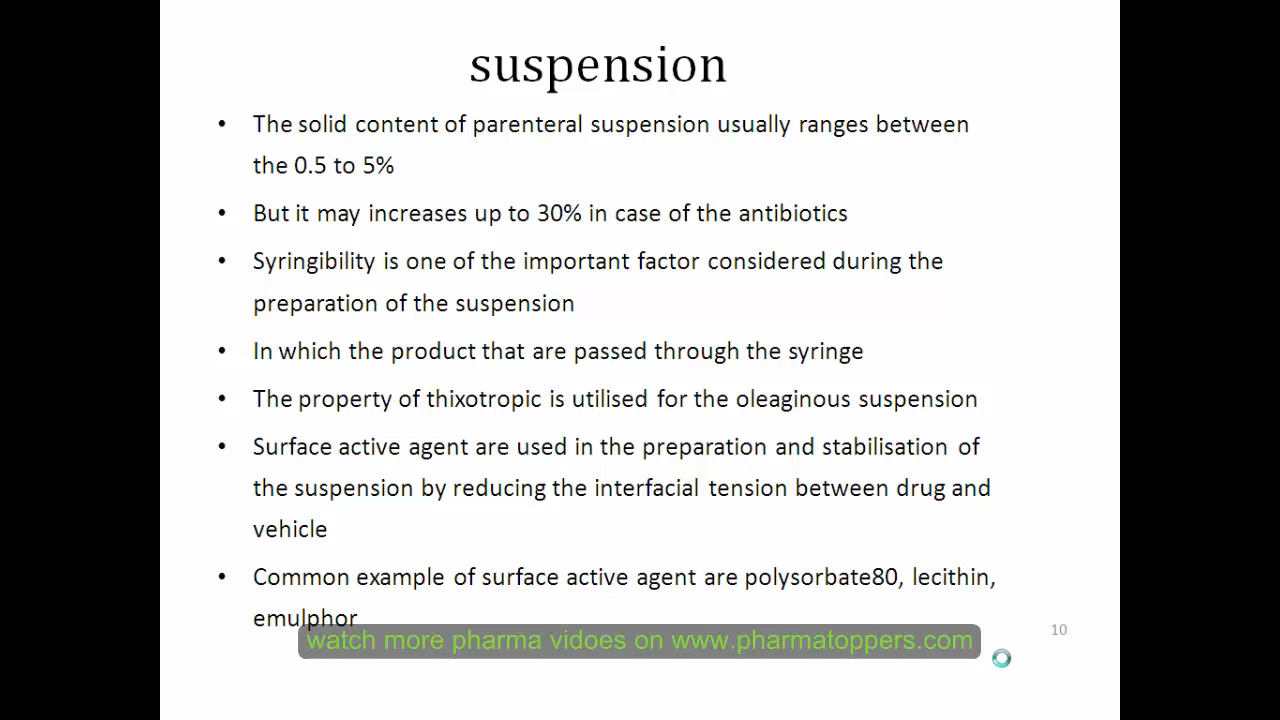 suspension
• The solid content of parenteral suspension usually ranges between
the 0.5 to 5%
• But it may increases up to 30% in case of the antibiotics
• Syringibility is one of the important factor considered during the
preparation of the suspension
• In which the product that are passed through the syringe
• The property of thixotropic is utilised for the oleaginous suspension
• Surface active agent are used in the preparation and stabilisation of
the suspension by reducing the interfacial tension between drug and
vehicle
• Common example of surface active agent are polysorbate80, lecithin,
emulphor
watch more pharma vidoes on www.pharmatoppers.com
10